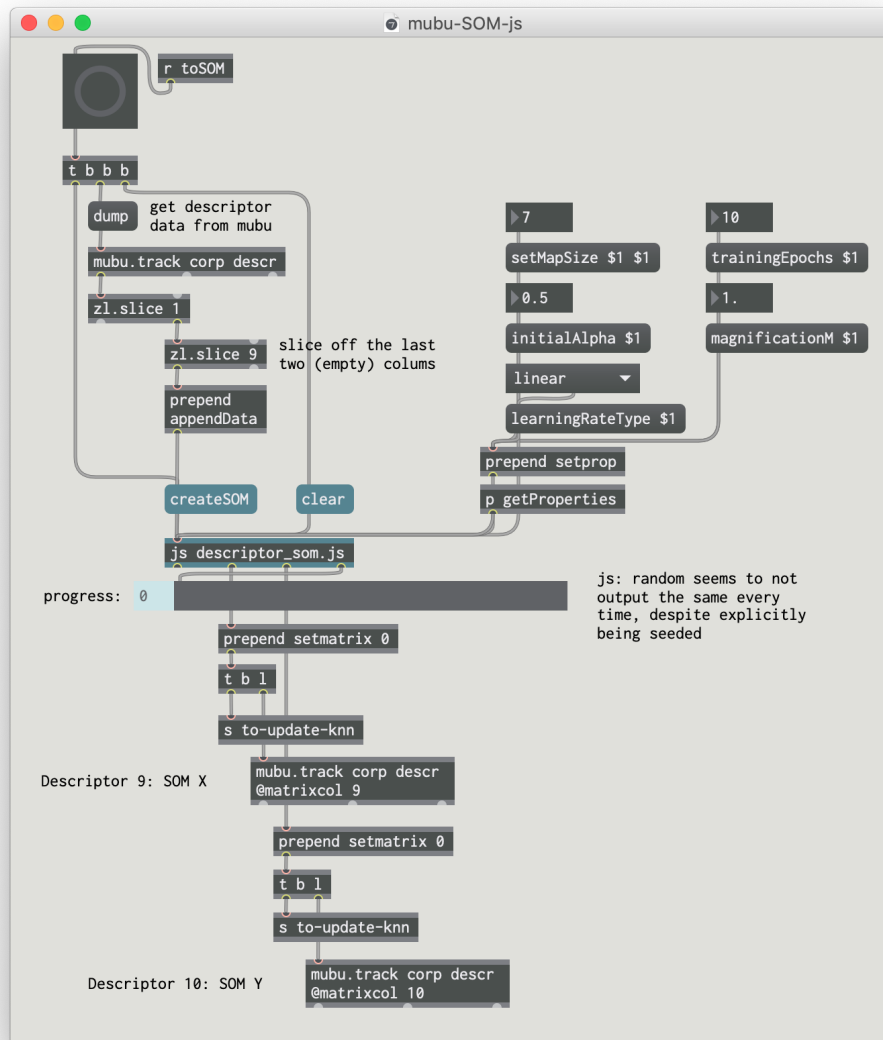 mubu-SOM-js
r toSOM
t b b b
dump
get descriptor
data from mubu
mubu.track corp descr
zl.slice 1
zl.slice 9
slice off the last
two (empty) colums
prepend
appendData
7
setMapSize $1 $1
0.5
initialAlpha $1
linear
learningRateType $1
10
trainingEpochs $1
1.
magnificationM $1
prepend setprop
p getProperties
createSOM
clear
js descriptor_som.js
progress:
0
js: random seems to not
output the same every
time, despite explicitly
being seeded
prepend setmatrix 0
t b l
s to-update-knn
Descriptor 9: SOM X
mubu.track corp descr
@matrixcol 9
prepend setmatrix 0
t b l
s to-update-knn
Descriptor 10: SOM Y
mubu.track corp descr
@matrixcol 10